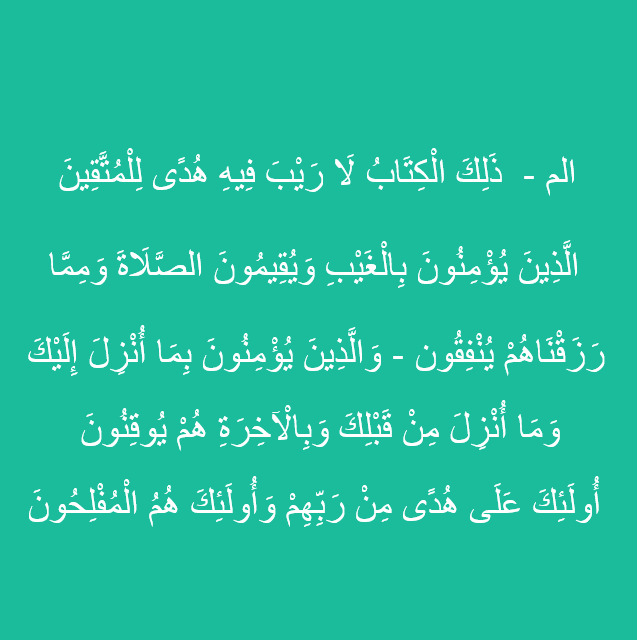 الم - ذَلِكَ الْكِتَابُ لَا رَيْبَ فِيهِ هُدًى لِلْمُتَّقِينَ
الَّذِينَ يُؤْمِنُونَ بِالْغَيْبِ وَيُقِيمُونَ الصَّلَاةَ وَمِمَّا
رَزَقْنَاهُمْ يُنْفِقُون - وَالَّذِينَ يُؤْمِنُونَ بِمَا أُنْزِلَ إِلَيْكَ
وَمَا أُنْزِلَ مِنْ قَبْلِكَ وَبِالْآخِرَةِ هُمْ يُوقِنُونَ
أُولَئِكَ عَلَى هُدًى مِنْ رَبِّهِمْ وَأُولَئِكَ هُمُ الْمُفْلِحُونَ